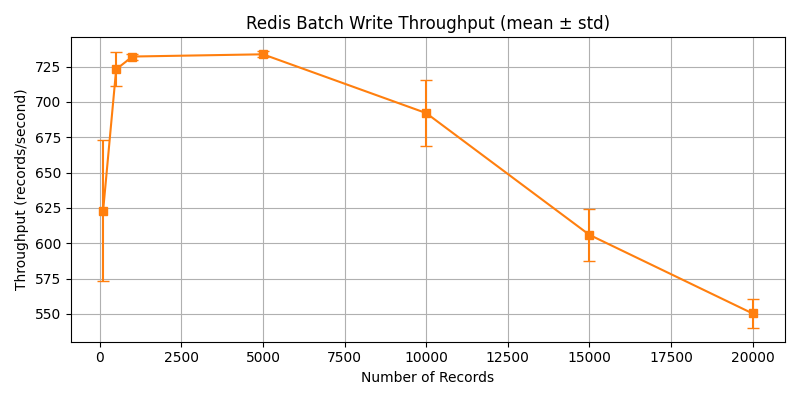 Redis Batch Write Throughput (mean ± std)
Throughput (records/second)
725
700
675
650
625
600
575
550
0 2500 5000 7500 10000 12500 15000 17500 20000
Number of Records